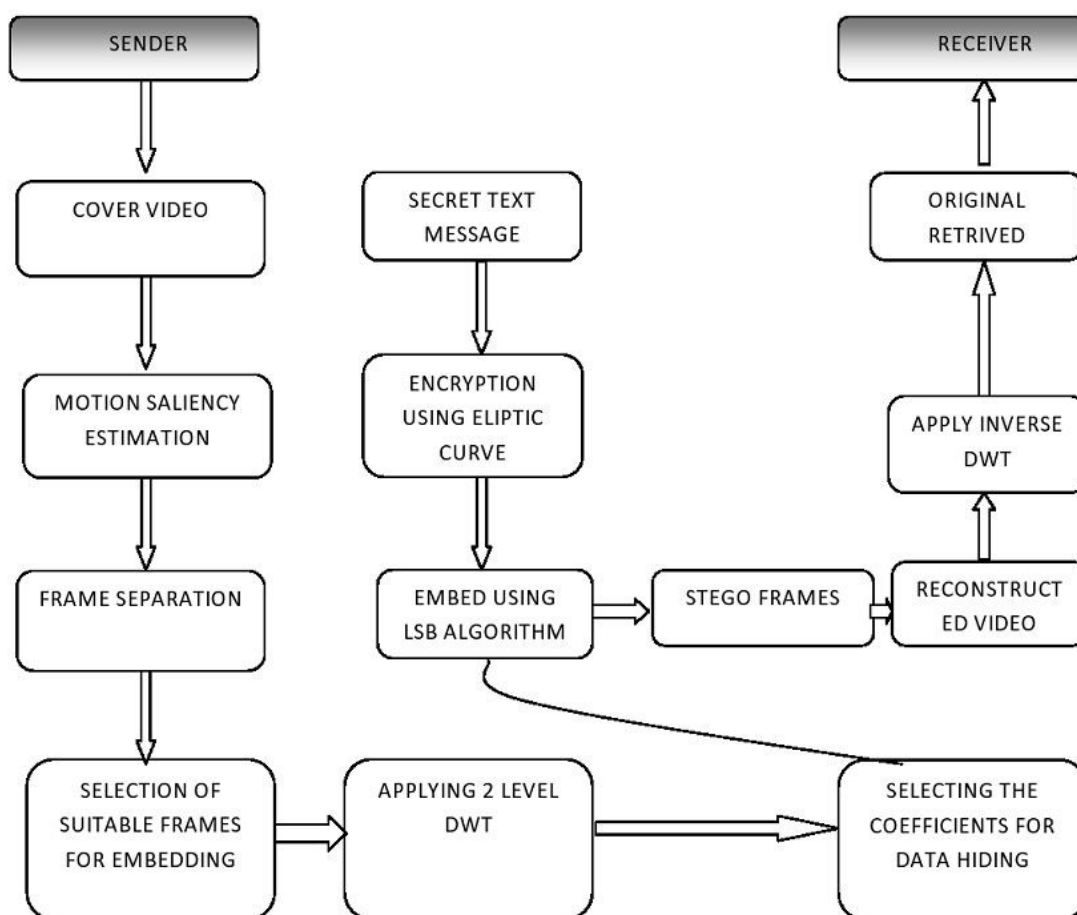 SENDER
RECEIVER
COVER VIDEO
SECRET TEXT
MESSAGE
ORIGINAL
RETRIVED
MOTION SALIENCY
ESTIMATION
ENCRYPTION
USING ELIPTIC
CURVE
APPLY INVERSE
DWT
FRAME SEPARATION
EMBED USING
LSB ALGORITHM
STEGO FRAMES
RECONSTRUCT
ED VIDEO
SELECTION OF
SUITABLE FRAMES
FOR EMBEDDING
APPLYING 2 LEVEL
DWT
SELECTING THE
COEFFICIENTS FOR
DATA HIDING